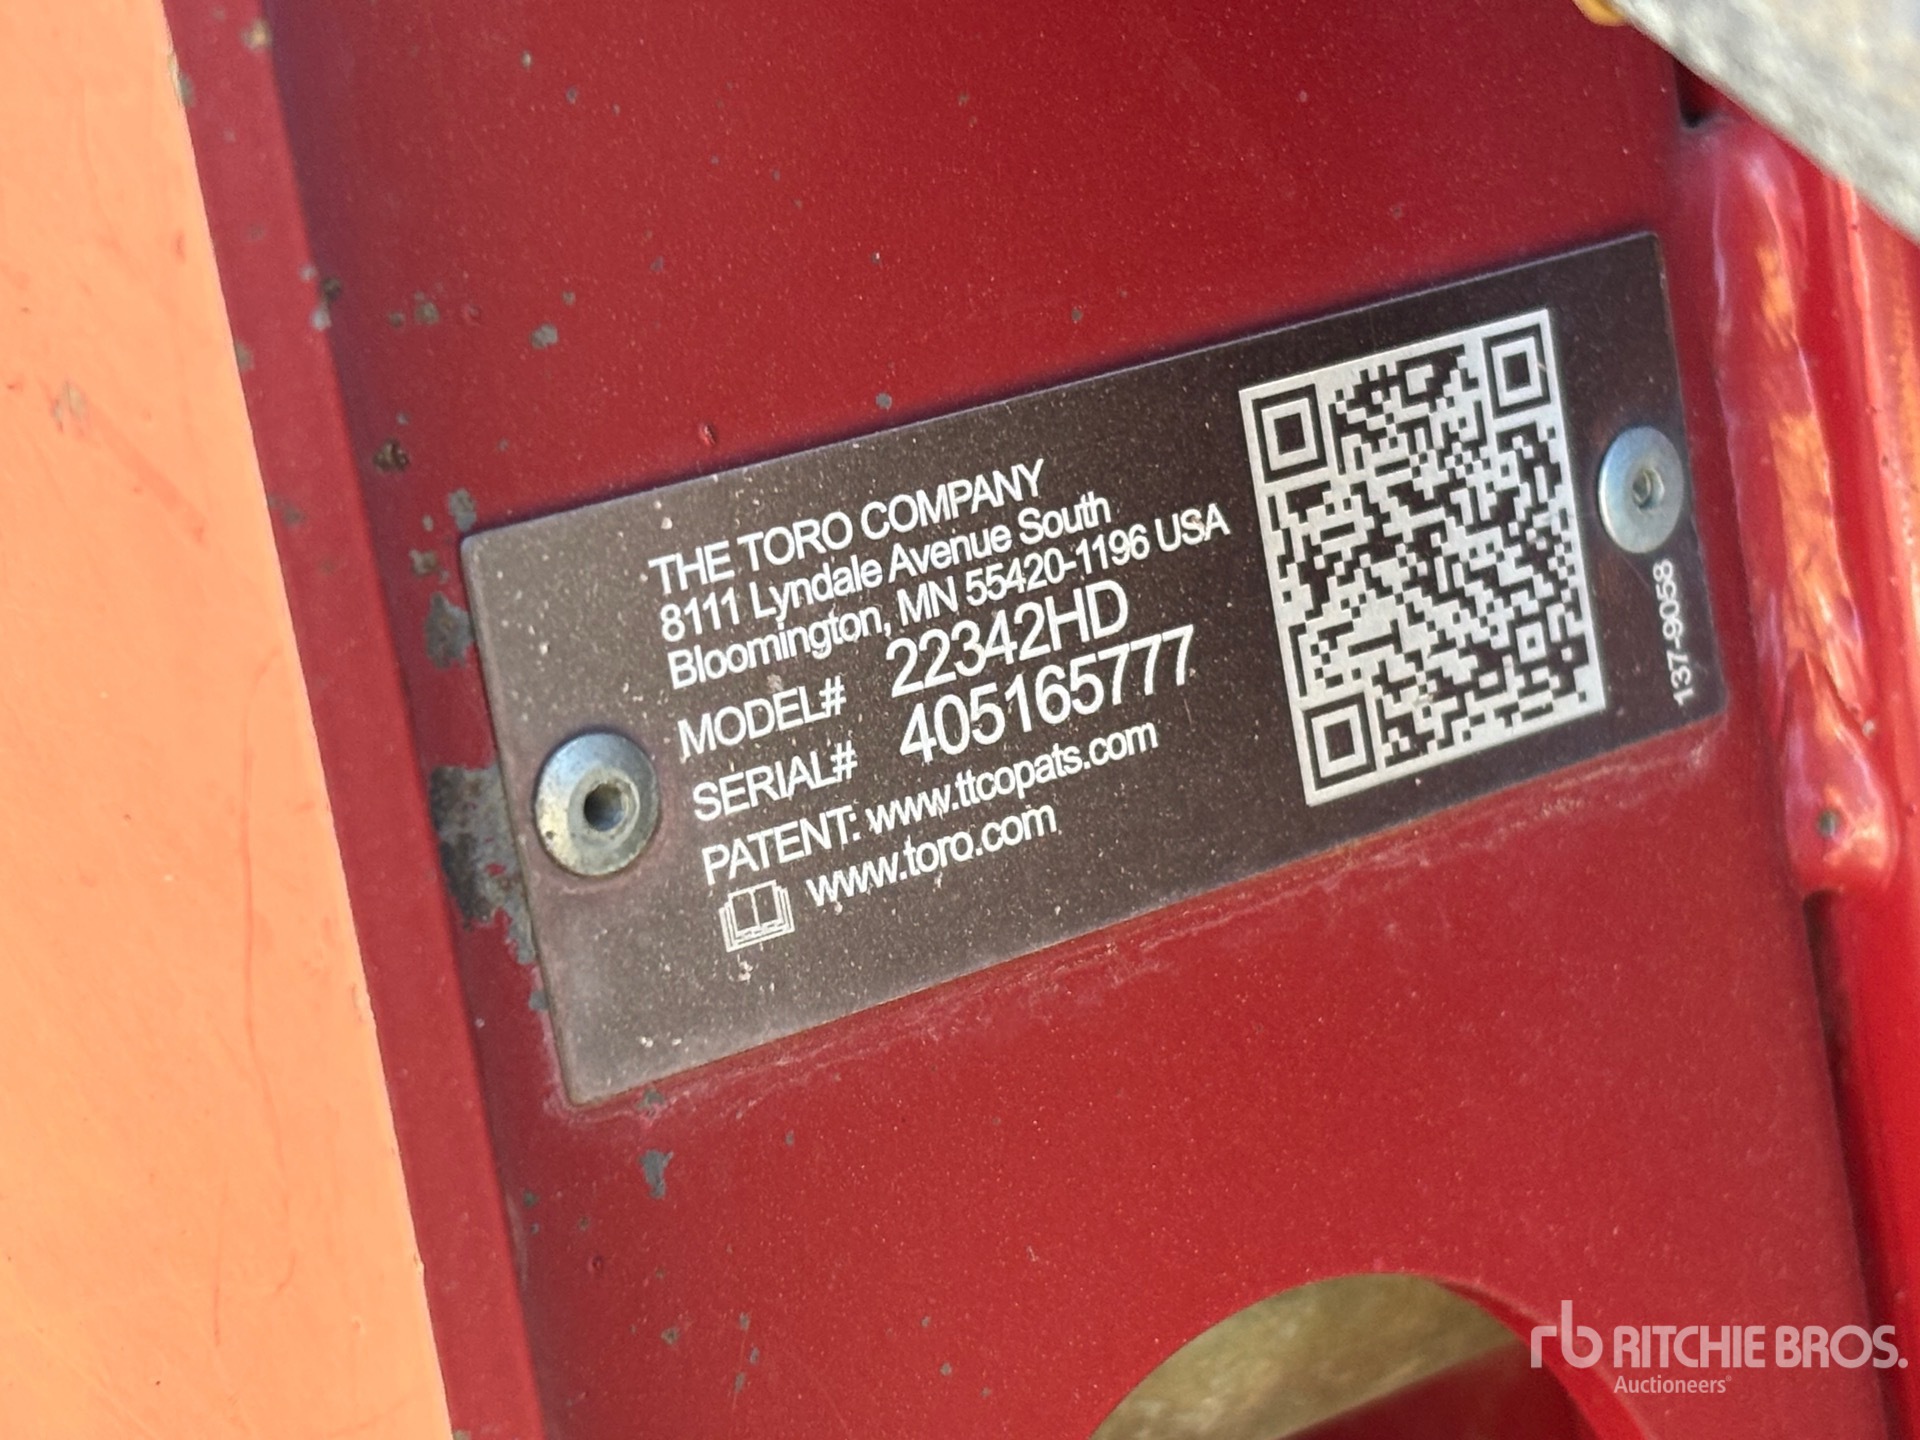 THE TORO COMPANY
8111 Lyndale Avenue South
Bloomington, MN 55420-1196 USA
MODEL# 22342HD
SERIAL# 405165777
PATENT: www.ttcopats.com
www.toro.com
137-9058
rb RITCHIE BROS.
Auctioneers